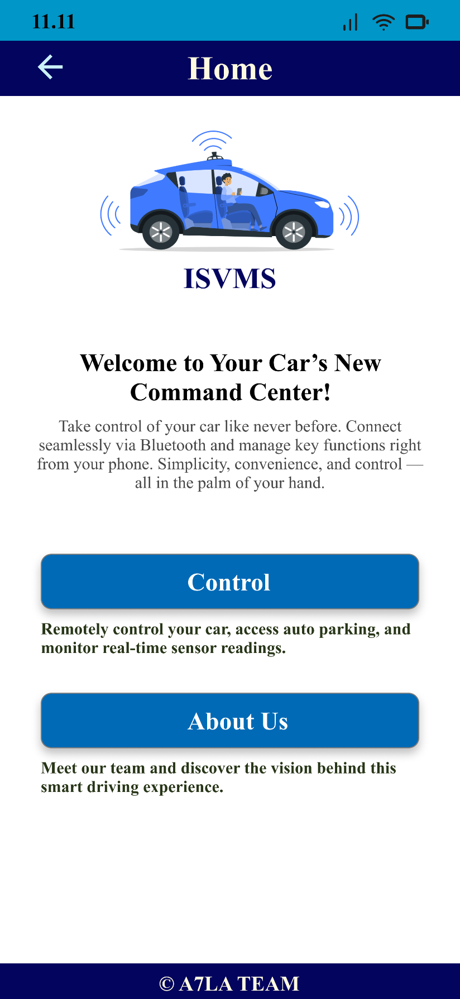 11.11
Home
ISVMS
Welcome to Your Car’s New
Command Center!
Take control of your car like never before. Connect
seamlessly via Bluetooth and manage key functions right
from your phone. Simplicity, convenience, and control —
all in the palm of your hand.
Control
Remotely control your car, access auto parking, and
monitor real-time sensor readings.
About Us
Meet our team and discover the vision behind this
smart driving experience.
© A7LA TEAM